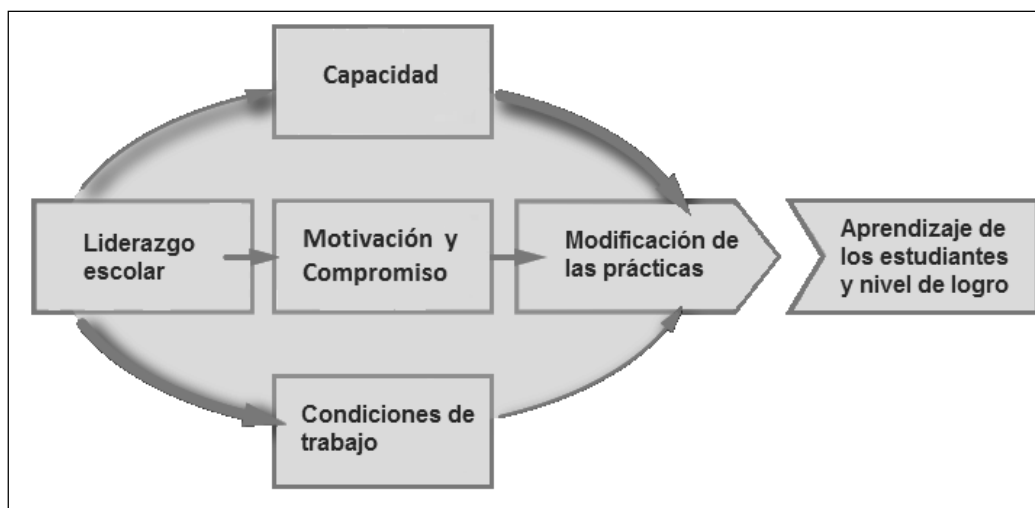 Capacidad
Liderazgo
escolar
Motivación y
Compromiso
Modificación de
las prácticas
Aprendizaje de
los estudiantes
y nivel de logro
Condiciones de
trabajo